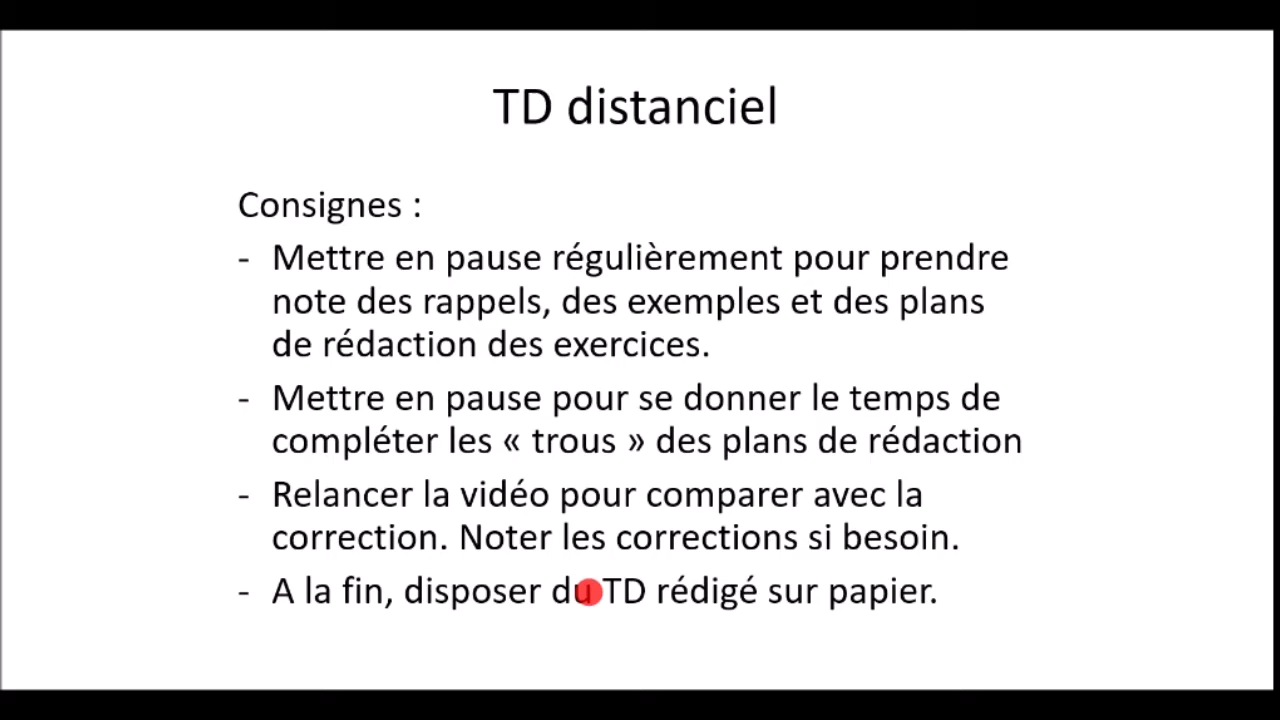 TD distanciel
Consignes :
- Mettre en pause régulièrement pour prendre
note des rappels, des exemples et des plans
de rédaction des exercices.
- Mettre en pause pour se donner le temps de
compléter les « trous » des plans de rédaction
- Relancer la vidéo pour comparer avec la
correction. Noter les corrections si besoin.
- A la fin, disposer du TD rédigé sur papier.